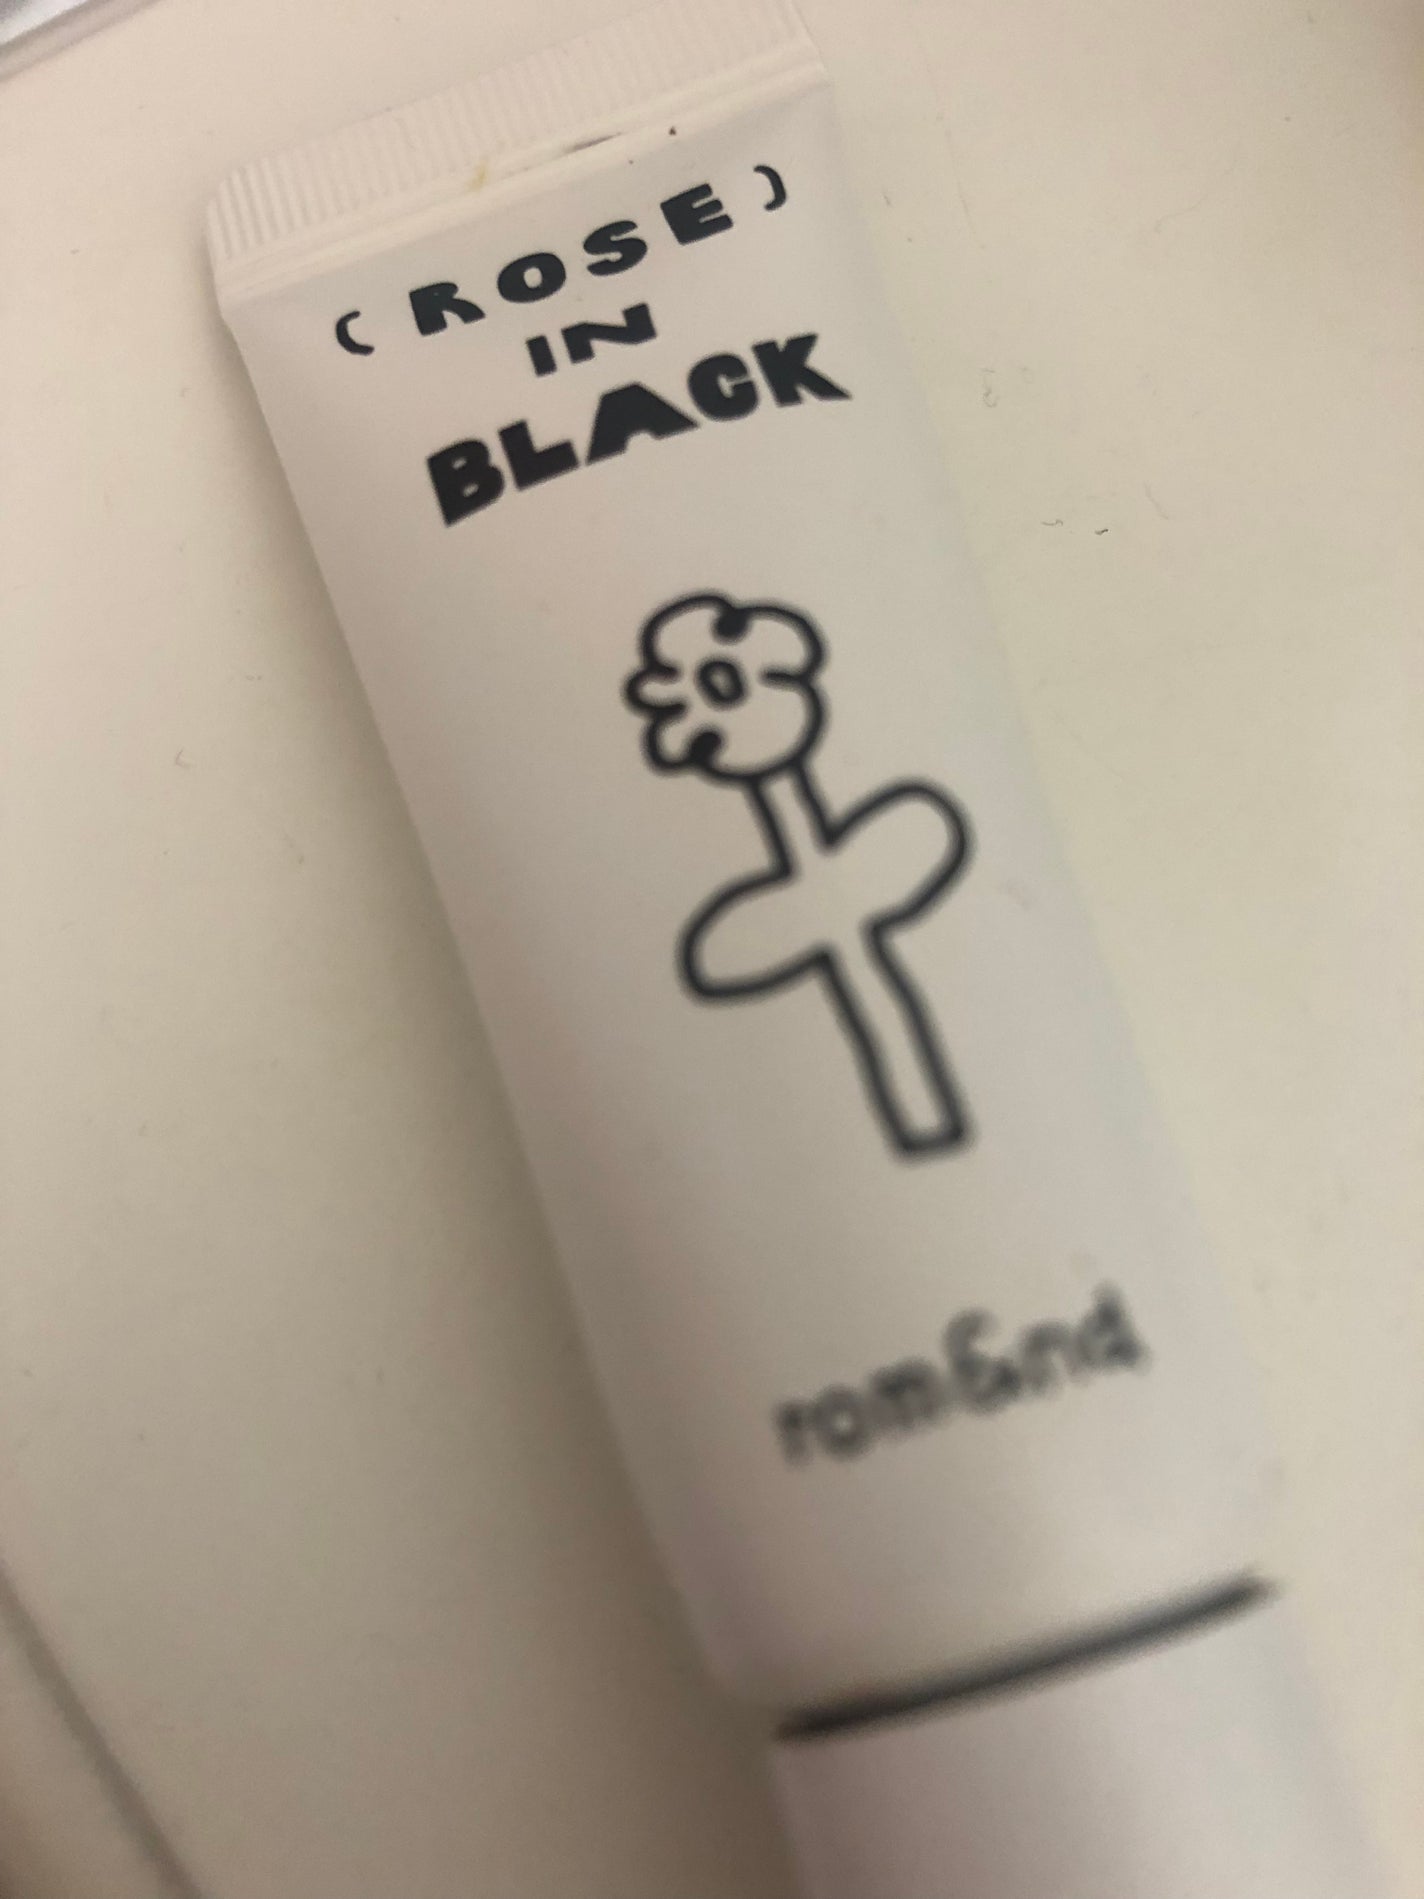 (ROSE)
IN
BLACK
rom&nd